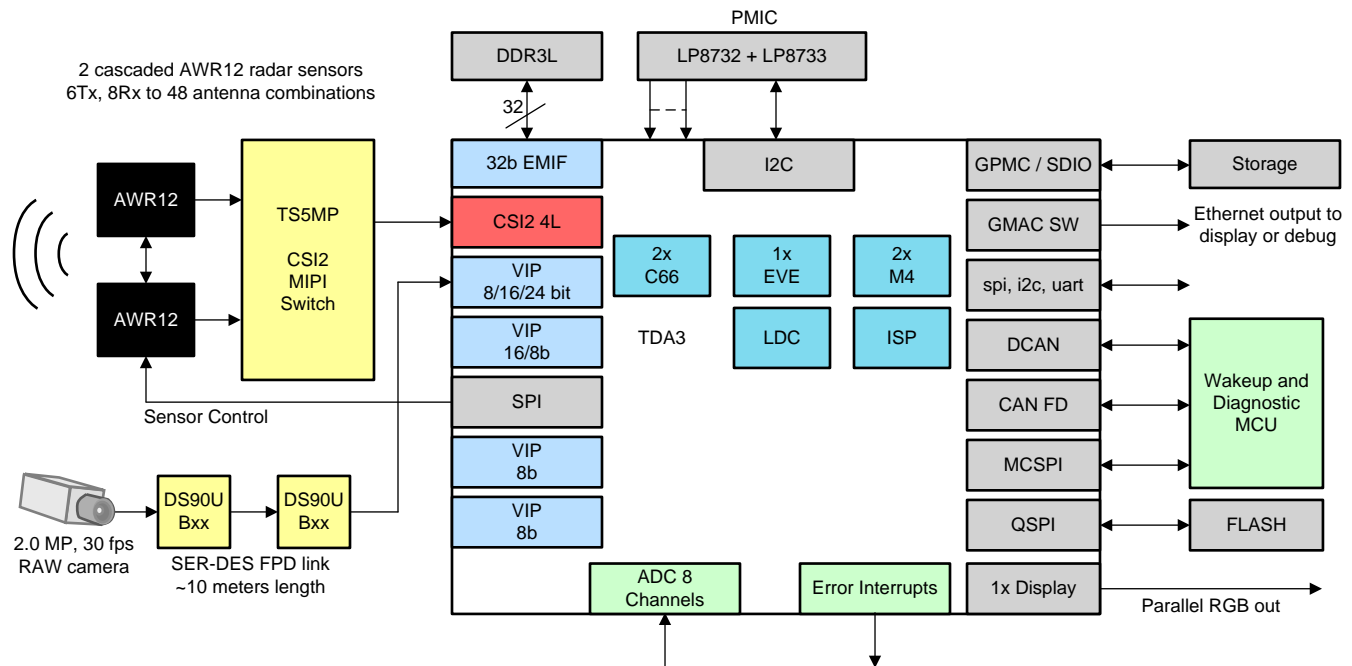 PMIC
DDR3L
LP8732 + LP8733
2 cascaded AWR12 radar sensors
6Tx, 8Rx to 48 antenna combinations
32
32b EMIF
I2C
GPMC / SDIO
Storage
AWR12
TS5MP
CSI2
MIPI
Switch
CSI2 4L
GMAC SW
Ethernet output to
display or debug
2x
C66
1x
EVE
2x
M4
VIP
8/16/24 bit
spi, i2c, uart
AWR12
VIP
16/8b
TDA3
LDC
ISP
DCAN
Wakeup and
Diagnostic
MCU
SPI
CAN FD
Sensor Control
VIP
8b
MCSPI
DS90U
Bxx
DS90U
Bxx
VIP
8b
QSPI
FLASH
2.0 MP, 30 fps
RAW camera
SER-DES FPD link
~10 meters length
ADC 8
Channels
Error Interrupts
1x Display
Parallel RGB out